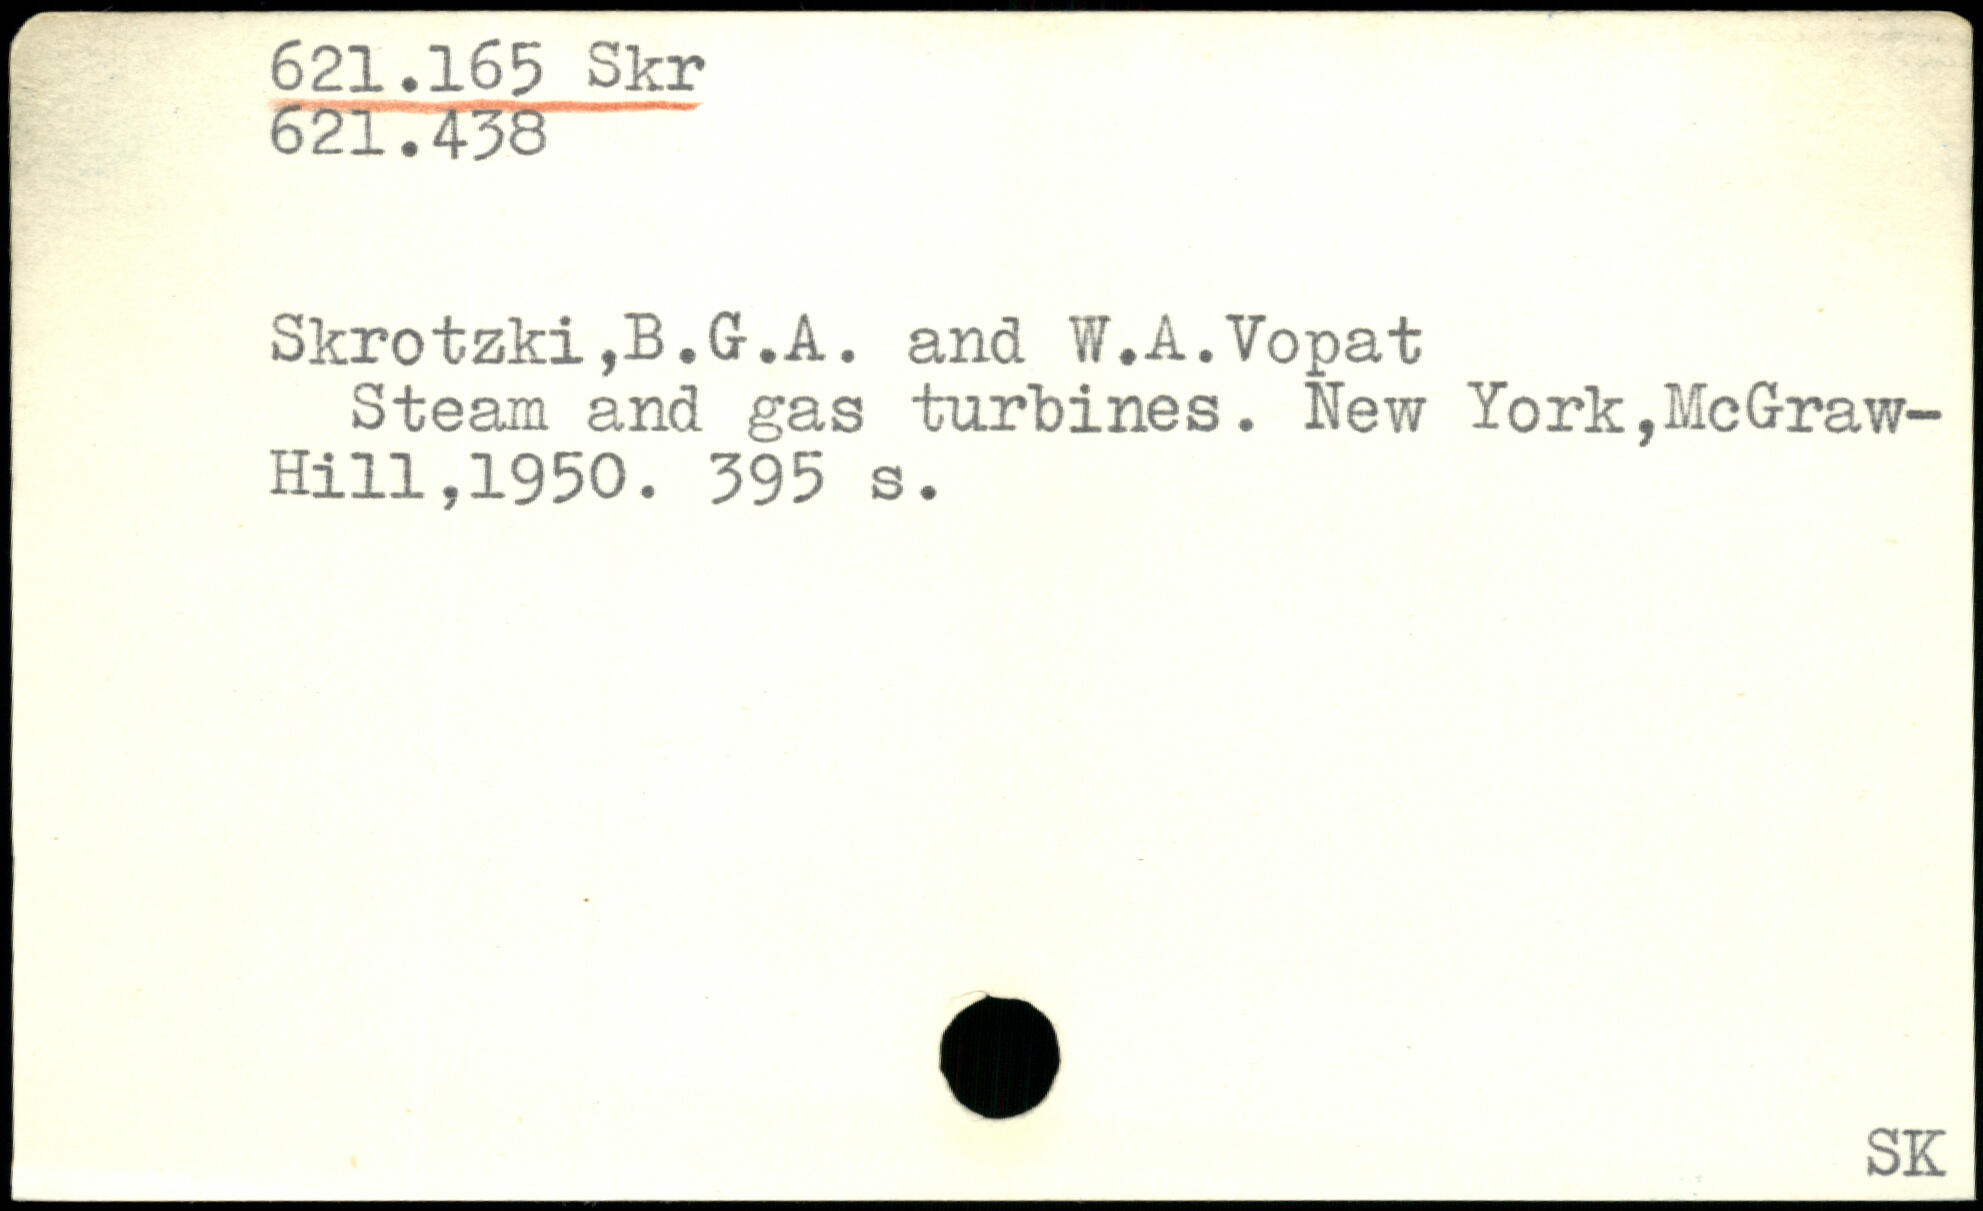 621.165 Skr
621.438
Skrotzki,B.G.A. and W.A.Vopat
Steam and gas turbines. New York,McGraw-
Hill,1950. 395 s.
SK